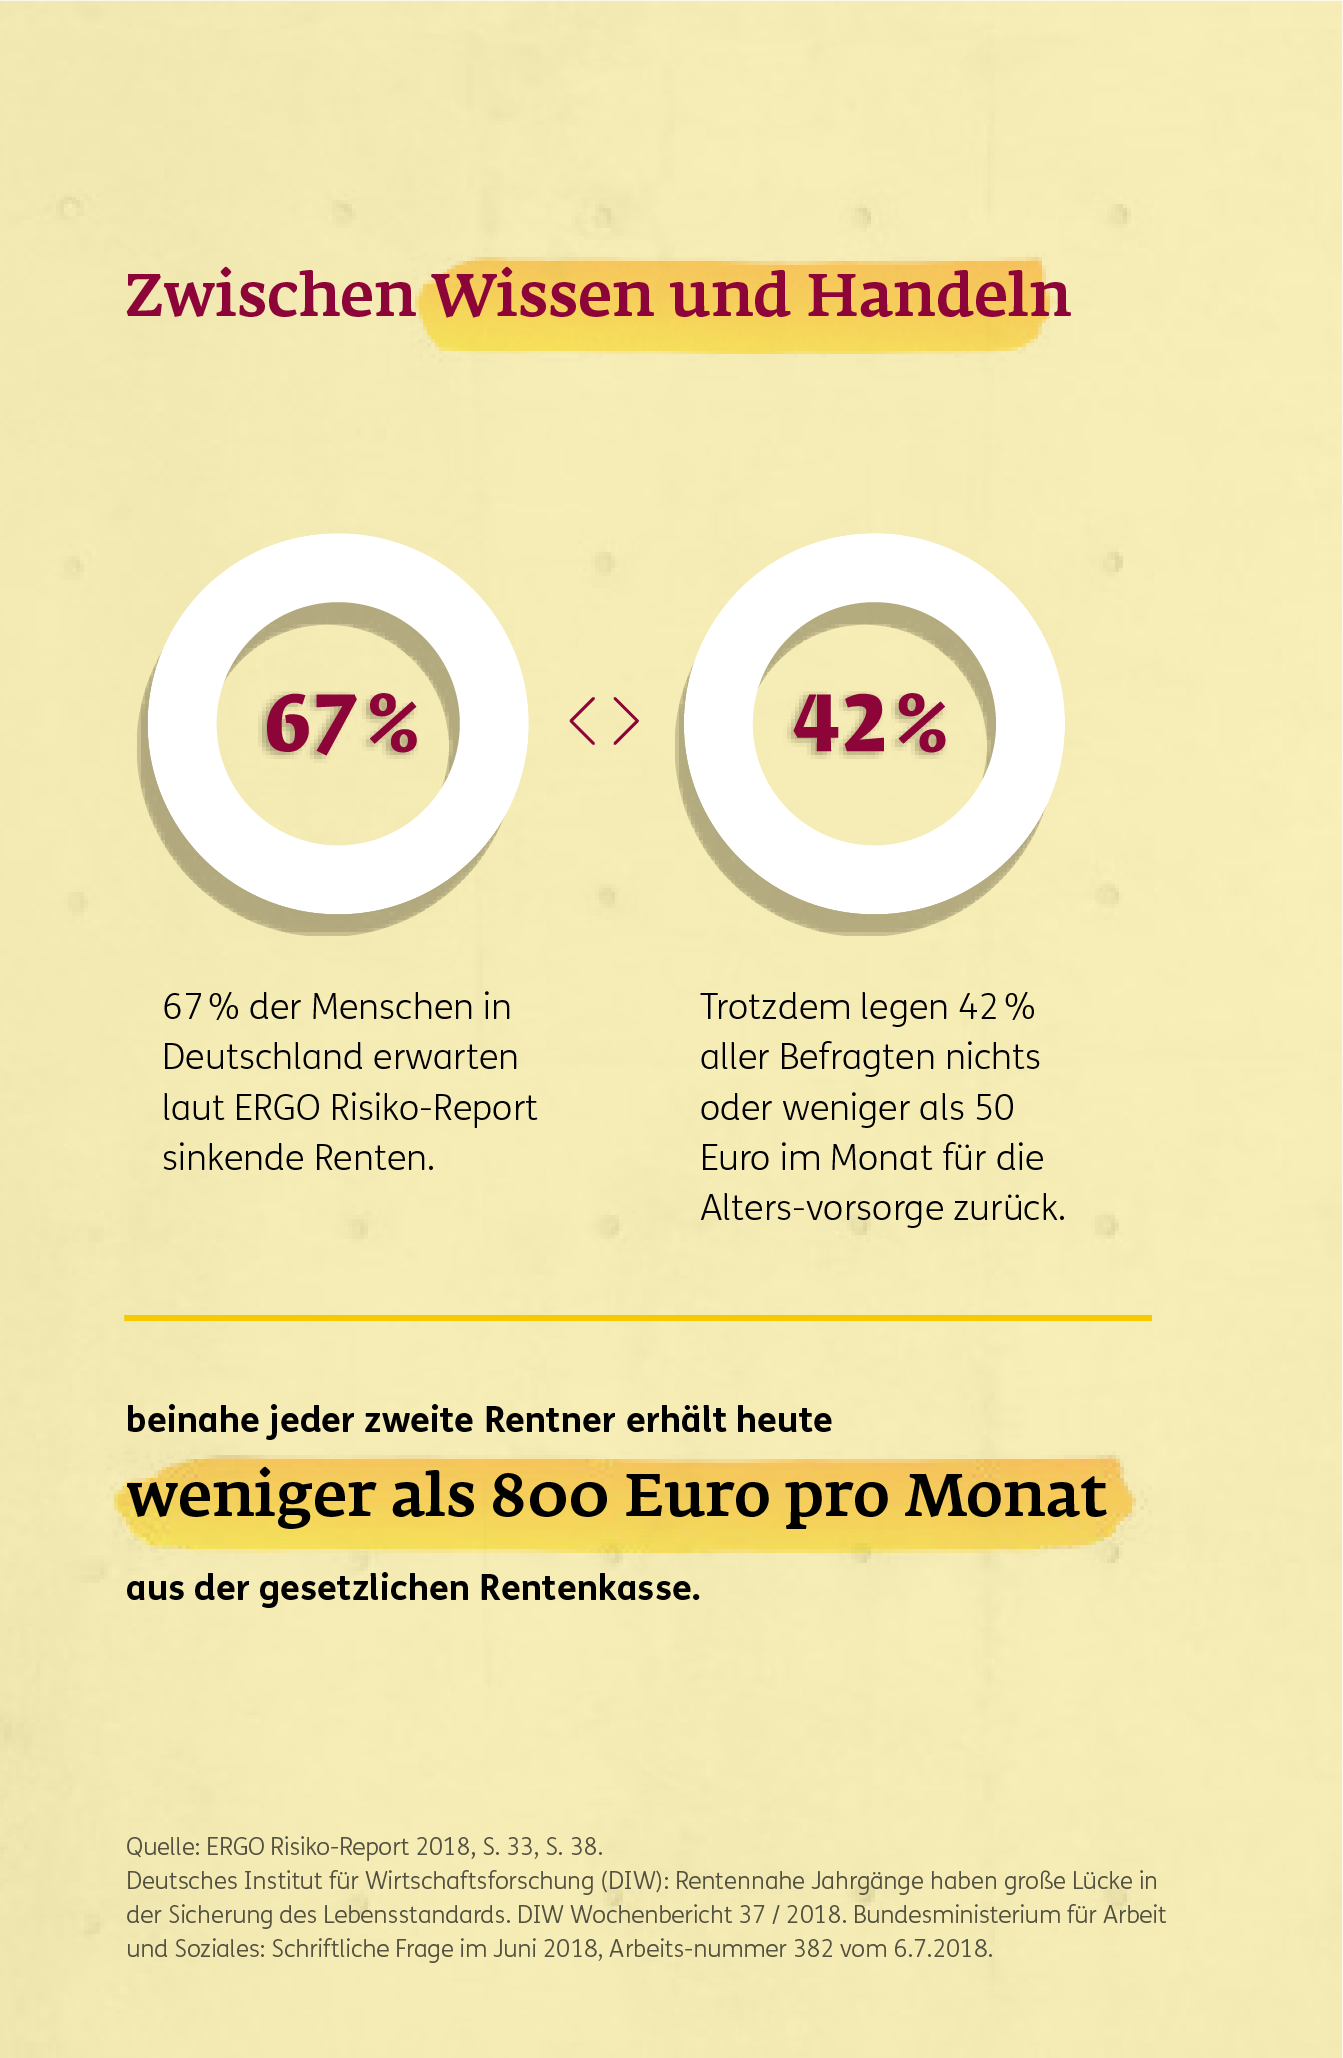 Zwischen Wissen und Handeln
67 % <> 42 %
67 % der Menschen in
Deutschland erwarten
laut ERGO Risiko-Report
sinkende Renten.
Trotzdem legen 42 %
aller Befragten nichts
oder weniger als 50
Euro im Monat für die
Alters-vorsorge zurück.
beinahe jeder zweite Rentner erhält heute
weniger als 800 Euro pro Monat
aus der gesetzlichen Rentenkasse.
Quelle: ERGO Risiko-Report 2018, S. 33, S. 38.
Deutsches Institut für Wirtschaftsforschung (DIW): Rentennahe Jahrgänge haben große Lücke in
der Sicherung des Lebensstandards. DIW Wochenbericht 37 / 2018. Bundesministerium für Arbeit
und Soziales: Schriftliche Frage im Juni 2018, Arbeits-nummer 382 vom 6.7.2018.